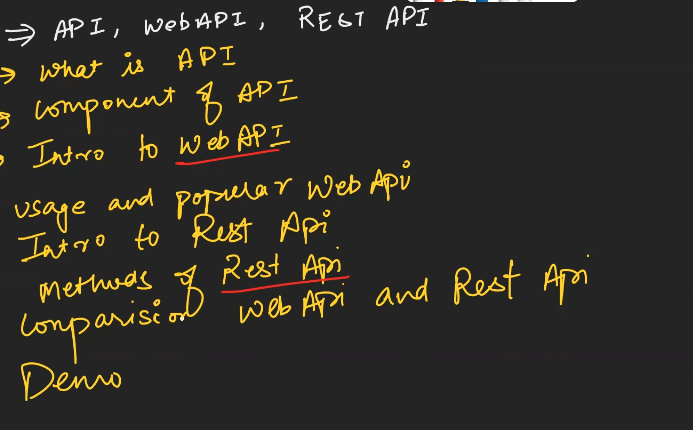 ⇒ API, WebAPI, REST API
→ What is API
→ component of API
→ Intro to WebAPI
usage and popular Web Api
Intro to Rest Api
Methods of Rest Api
Comparision Web Api and Rest Api
Demo